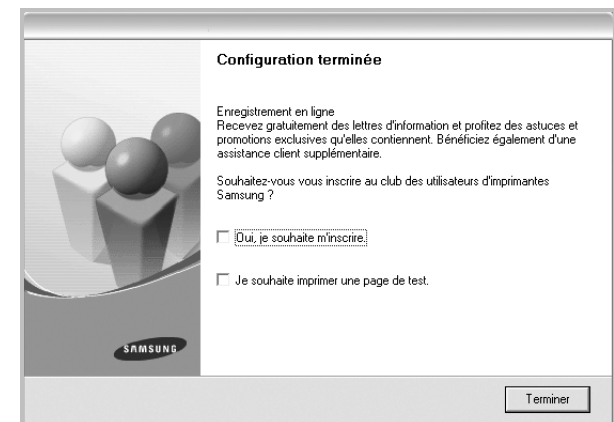 Configuration terminée
Enregistrement en ligne
Recevez gratuitement des lettres d'information et profitez des astuces et
promotions exclusives qu'elles contiennent. Bénéficiez également d'une
assistance client supplémentaire.
Souhaitez-vous vous inscrire au club des utilisateurs d'imprimantes
Samsung ?
Oui, je souhaite m'inscrire.
Je souhaite imprimer une page de test.
SAMSUNG
Terminer